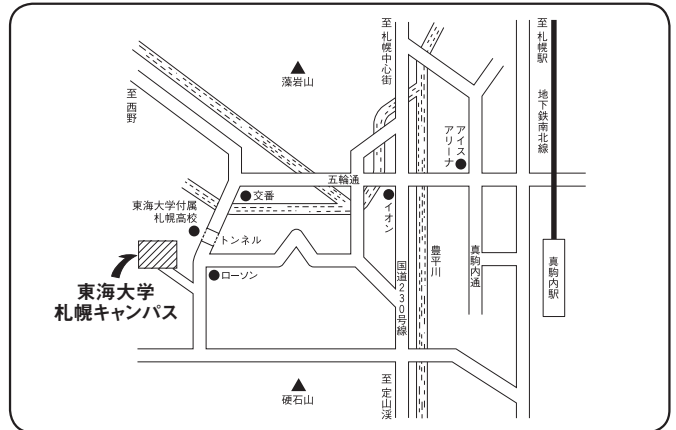 至札幌中心街
至札幌駅
地下鉄南北線
藻岩山
至西野
アイス
アリーナ
五輪通
交番
東海大学付属
札幌高校
イオン
トンネル
豊平川
真駒内通
真駒内駅
国道230号線
ローソン
東海大学
札幌キャンパス
硬石山
至定山渓